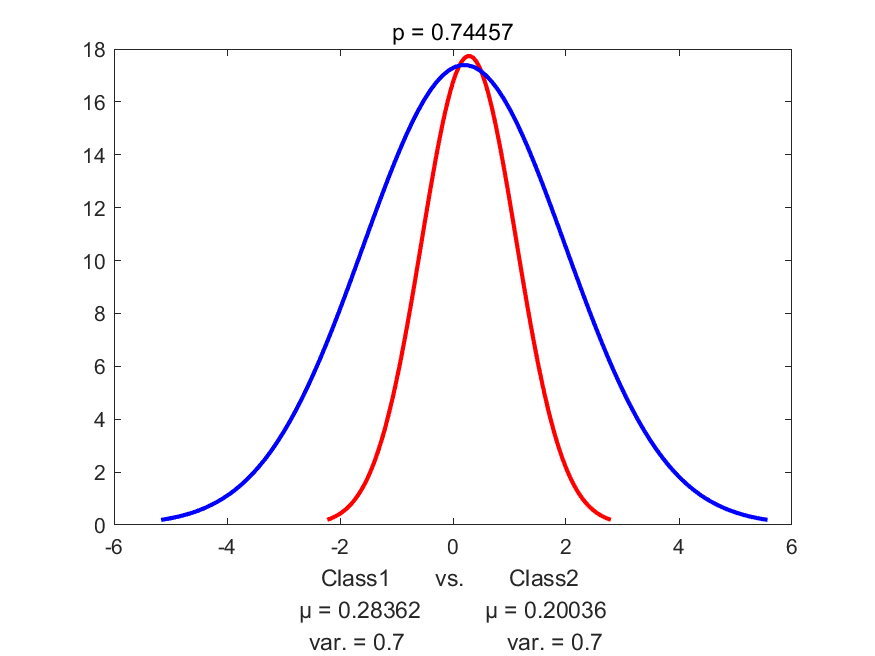 p = 0.74457
18
16
14
12
10
8
6
4
2
0
-6 -4 -2 0 2 4 6
Class1 vs. Class2
μ = 0.28362 μ = 0.20036
var. = 0.7 var. = 0.7